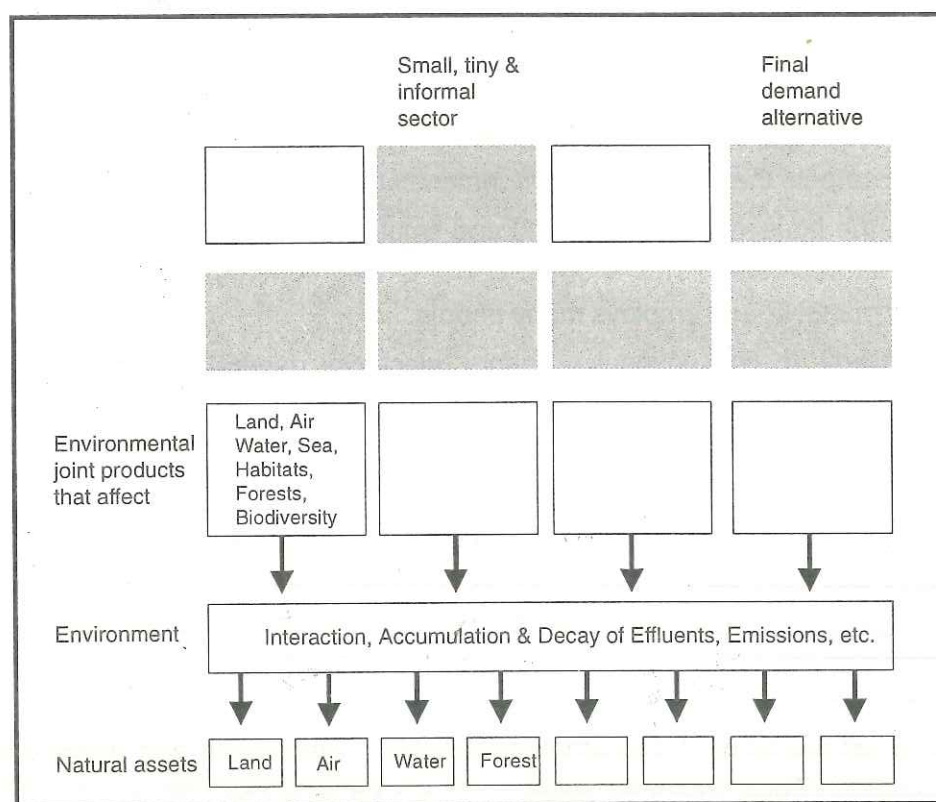 Small, tiny &
informal
sector
Final
demand
alternative
Environmental
joint products
that affect
Land, Air
Water, Sea,
Habitats,
Forests,
Biodiversity
Environment
Interaction, Accumulation & Decay of Effluents, Emissions, etc.
Natural assets
Land
Air
Water
Forest